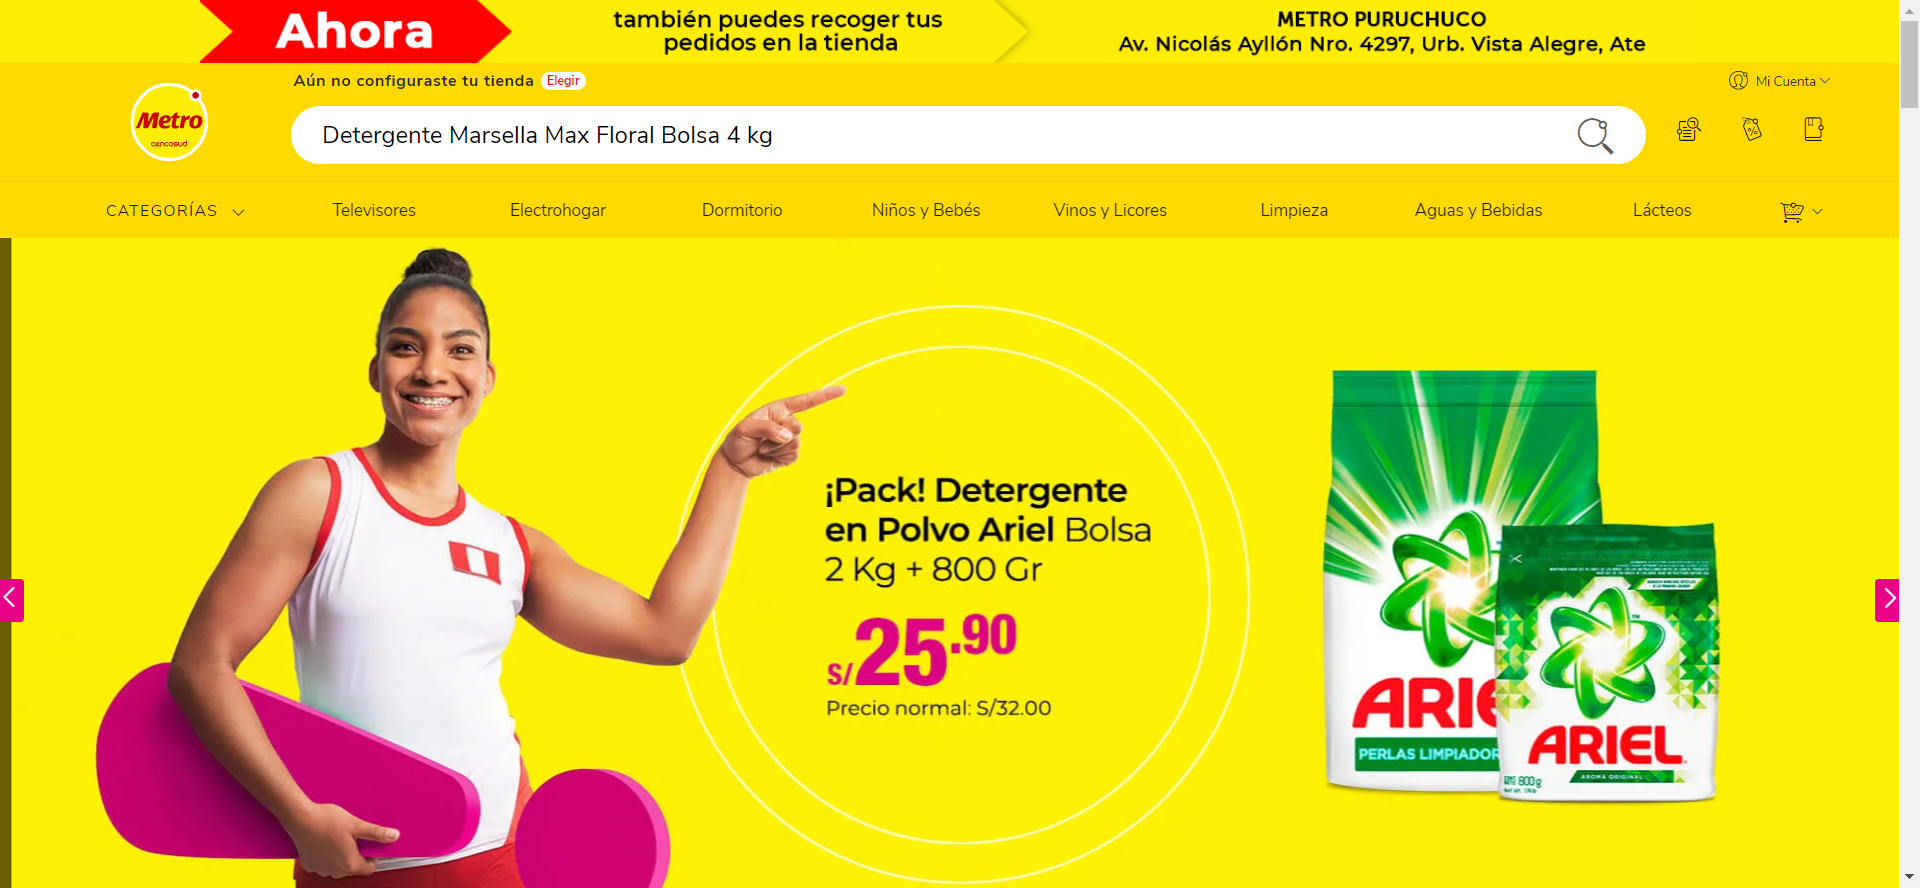 Ahora
también puedes recoger tus
pedidos en la tienda
METRO PURUCHUCO
Av. Nicolás Ayllón Nro. 4297, Urb. Vista Alegre, Ate
Aún no configuraste tu tienda Elegir
Mi Cuenta
Metro
cencosud
Detergente Marsella Max Floral Bolsa 4 kg
CATEGORÍAS Televisores Electrohogar Dormitorio Niños y Bebés Vinos y Licores Limpieza Aguas y Bebidas Lácteos
¡Pack! Detergente
en Polvo Ariel Bolsa
2 Kg + 800 Gr
S/25.90
Precio normal: S/32.00
ARIE
PERLAS LIMPIADOR
ARIEL
AROMA ORIGINAL
800g